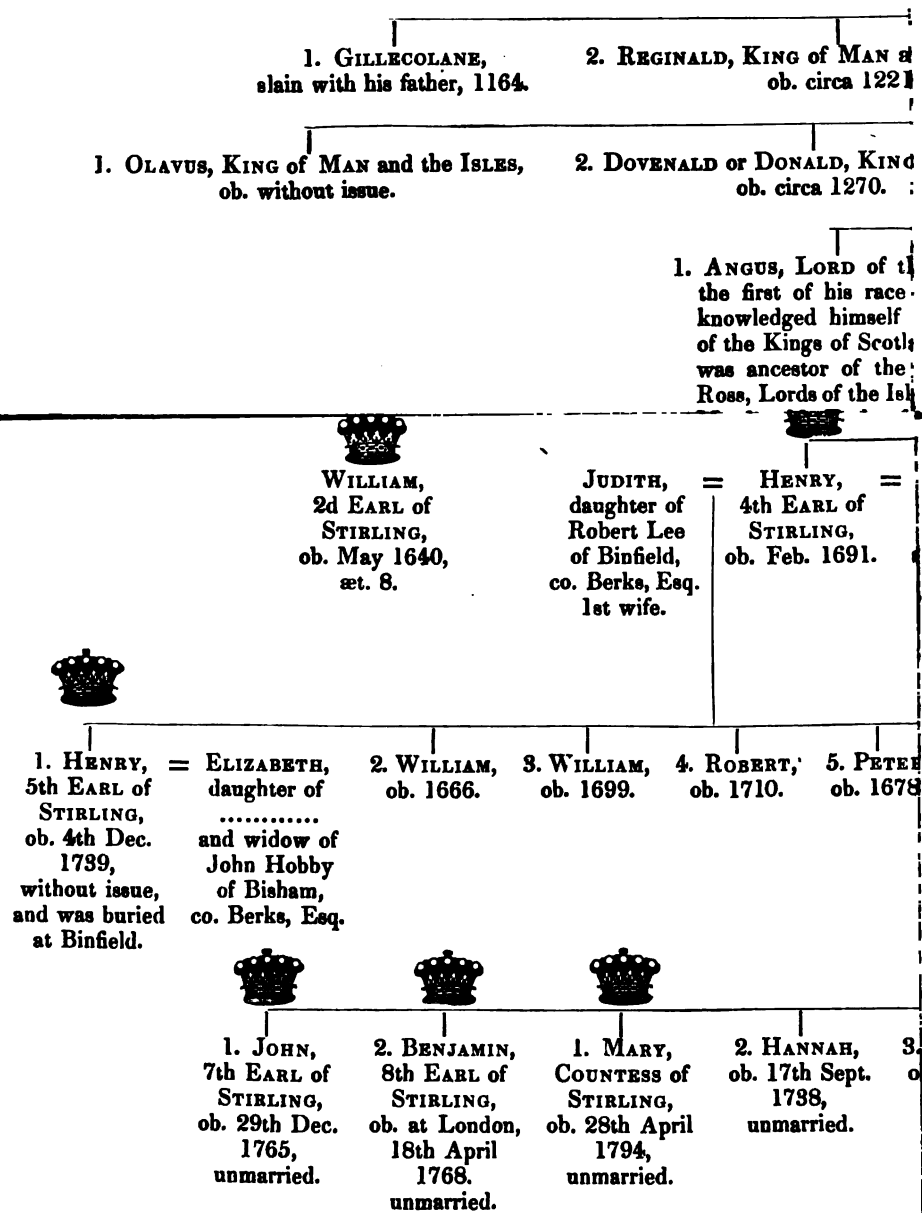 1. GILLECOLANE,
slain with his father, 1164.
2. REGINALD, KING of MAN
ob. circa 1221
1. OLAVUS, KING of MAN and the ISLES,
ob. without issue.
2. DOVENALD or DONALD,
ob. circa 1270.
1. ANGUS, LORD of
the first of his race
knowledged himself
of the Kings of
was ancestor of the
Ross, Lords of the
WILLIAM,
2d EARL of
STIRLING,
ob. May 1640,
æt. 8.
JUDITH,
daughter of
Robert Lee
of Binfield,
co. Berks, Esq.
1st wife.
=
HENRY,
4th EARL of
STIRLING,
ob. Feb. 1691.
=
1. HENRY,
5th EARL of
STIRLING,
ob. 4th Dec.
1739,
without issue,
and was buried
at Binfield.
=
ELIZABETH,
daughter of
............
and widow of
John Hobby
of Bisham,
co. Berks, Esq.
2. WILLIAM,
ob. 1666.
3. WILLIAM,
ob. 1699.
4. ROBERT,
ob. 1710.
5. PETER
ob. 1678
1. JOHN,
7th EARL of
STIRLING,
ob. 29th Dec.
1765,
unmarried.
2. BENJAMIN,
8th EARL of
STIRLING,
ob. at London,
18th April
1768.
unmarried.
1. MARY,
COUNTESS of
STIRLING,
ob. 28th April
1794,
unmarried.
2. HANNAH,
ob. 17th Sept.
1738,
unmarried.
3.